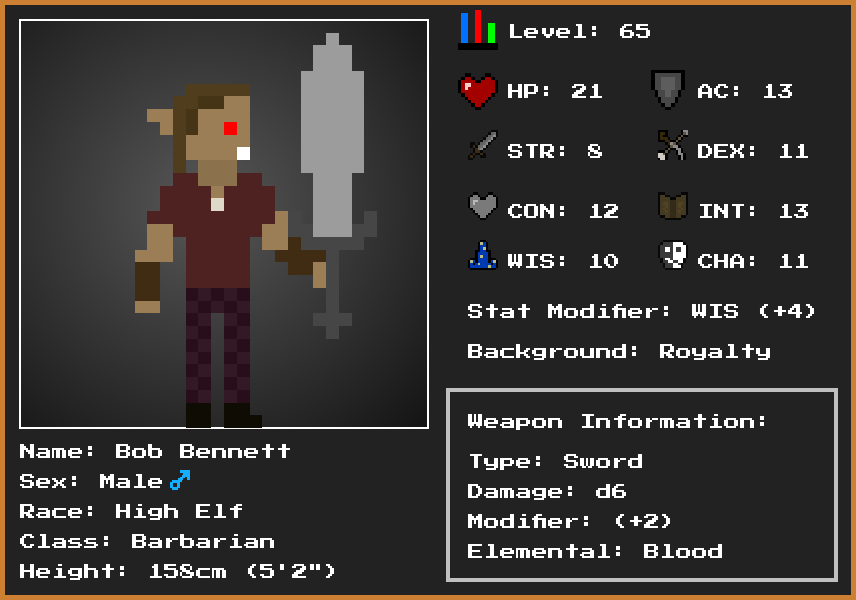 Level: 65
HP: 21 AC: 13
STR: 8 DEX: 11
CON: 12 INT: 13
WIS: 10 CHA: 11
Stat Modifier: WIS (+4)
Background: Royalty
Weapon Information:
Type: Sword
Damage: d6
Modifier: (+2)
Elemental: Blood
Name: Bob Bennett
Sex: Male♂
Race: High Elf
Class: Barbarian
Height: 158cm (5'2")